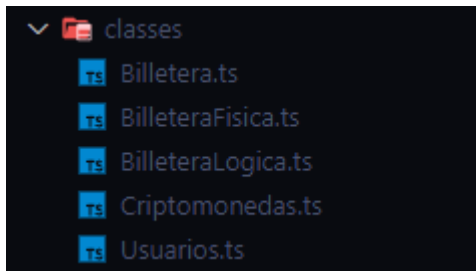 classes
TS Billetera.ts
TS BilleteraFisica.ts
TS BilleteraLogica.ts
TS Criptomonedas.ts
TS Usuarios.ts